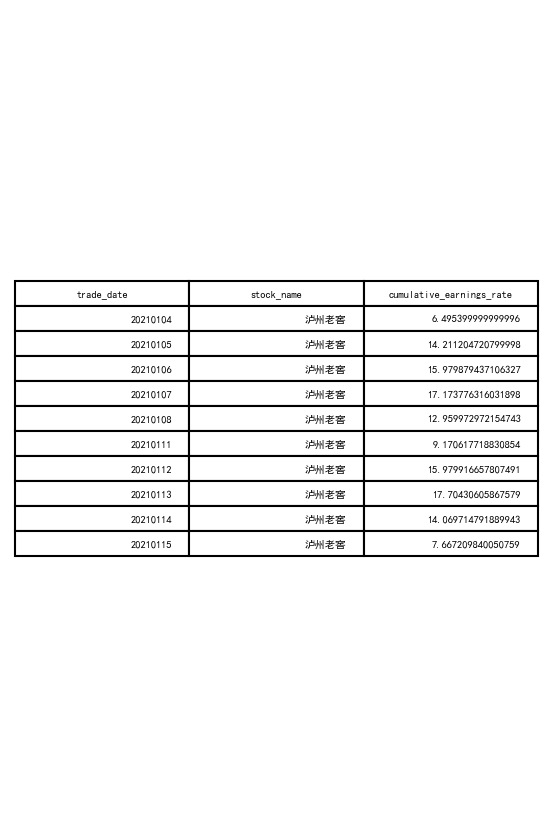 trade_date stock_name cumulative_earnings_rate
20210104 泸州老窖 6.495399999999996
20210105 泸州老窖 14.211204720799998
20210106 泸州老窖 15.979879437106327
20210107 泸州老窖 17.173776316031898
20210108 泸州老窖 12.959972972154743
20210111 泸州老窖 9.170617718830854
20210112 泸州老窖 15.979916657807491
20210113 泸州老窖 17.70430605867579
20210114 泸州老窖 14.069714791889943
20210115 泸州老窖 7.667209840050759